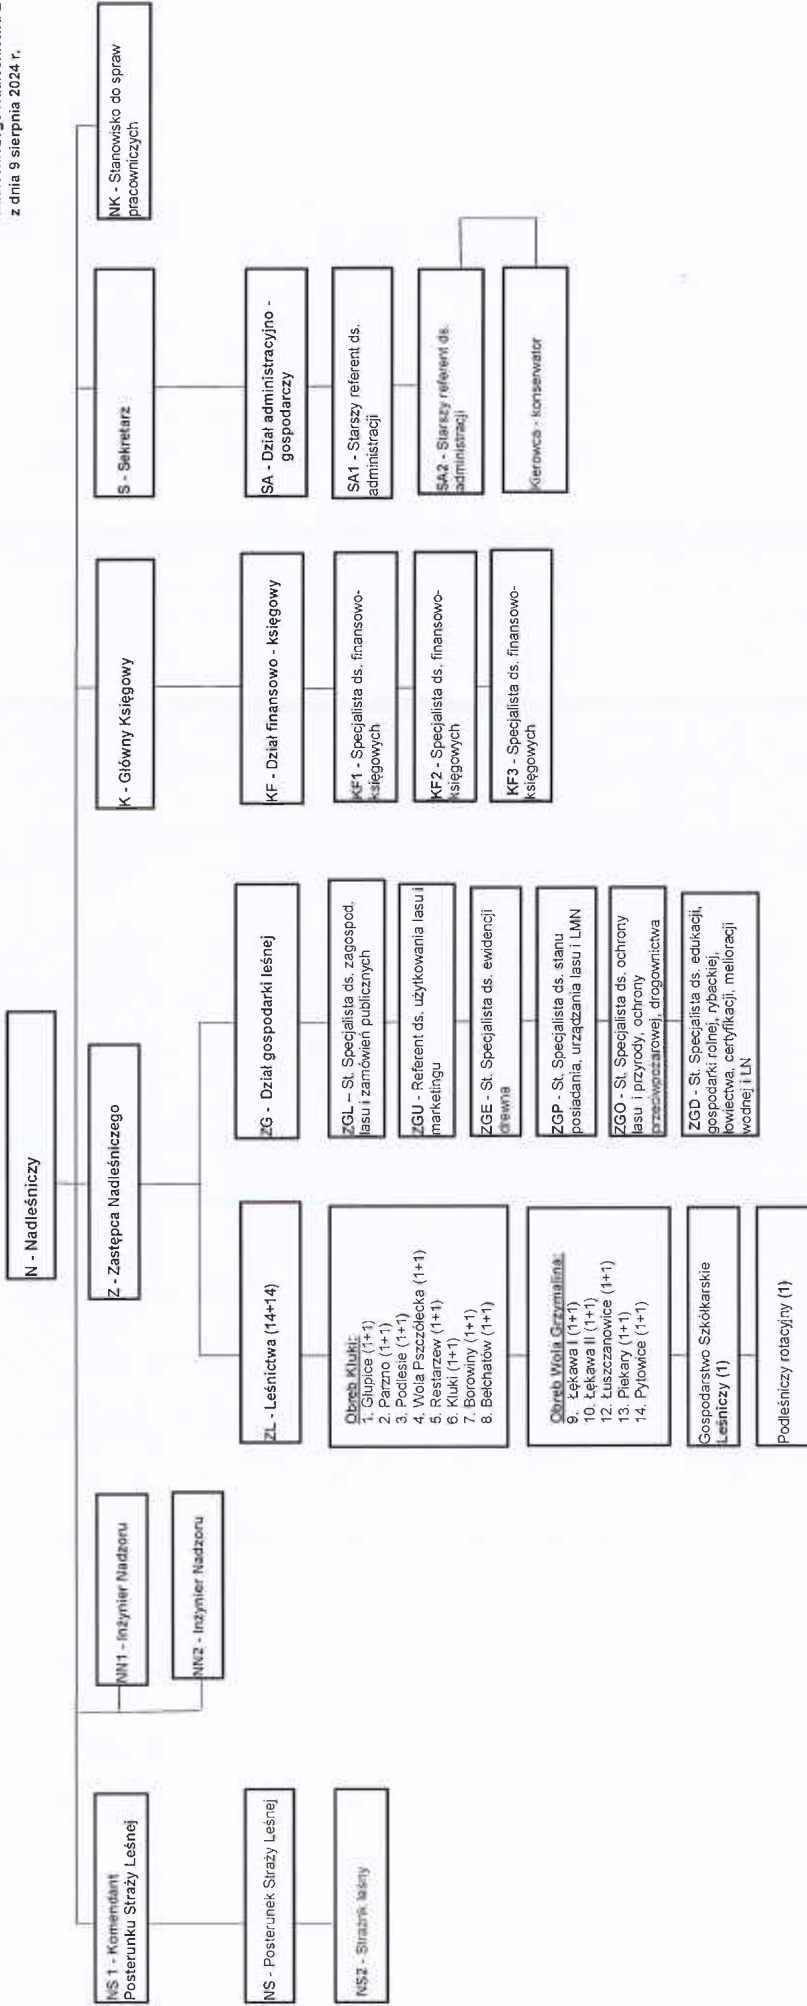 z dnia 9 sierpnia 2024 r.
N - Nadleśniczy
NS 1 - Komendant
Posterunku Straży Leśnej
NS - Posterunek Straży Leśnej
NS2 - Strażnik leśny
NN1 - Inżynier Nadzoru
NN2 - Inżynier Nadzoru
Z - Zastępca Nadleśniczego
ZL - Leśnictwa (14+14)
Obręb Kluki:
1. Głupice (1+1)
2. Parzno (1+1)
3. Podlesie (1+1)
4. Wola Pszczółecka (1+1)
5. Restarzew (1+1)
6. Kluki (1+1)
7. Borowiny (1+1)
8. Bełchatów (1+1)
Obręb Wola Grzymalina:
9. Łękawa I (1+1)
10. Łękawa II (1+1)
12. Łuszczanowice (1+1)
13. Piekary (1+1)
14. Pytowice (1+1)
Gospodarstwo Szkółkarskie
Leśniczy (1)
Podleśniczy rotacyjny (1)
ZG - Dział gospodarki leśnej
ZGL – St. Specjalista ds. zagospod.
lasu i zamówień publicznych
ZGU - Referent ds. użytkowania lasu i
marketingu
ZGE - St. Specjalista ds. ewidencji
drewna
ZGP - St. Specjalista ds. stanu
posiadania, urządzania lasu i LMN
ZGO - St. Specjalista ds. ochrony
lasu i przyrody, ochrony
przeciwpożarowej, drogownictwa
ZGD - St. Specjalista ds. edukacji,
gospodarki rolnej, rybackiej,
łowiectwa, certyfikacji, melioracji
wodnej i LN
K - Główny Księgowy
KF - Dział finansowo - księgowy
KF1 - Specjalista ds. finansowo-
księgowych
KF2 - Specjalista ds. finansowo-
księgowych
KF3 - Specjalista ds. finansowo-
księgowych
S - Sekretarz
SA - Dział administracyjno -
gospodarczy
SA1 - Starszy referent ds.
administracji
SA2 - Starszy referent ds.
administracji
Kierowca - konserwator
NK - Stanowisko do spraw
pracowniczych